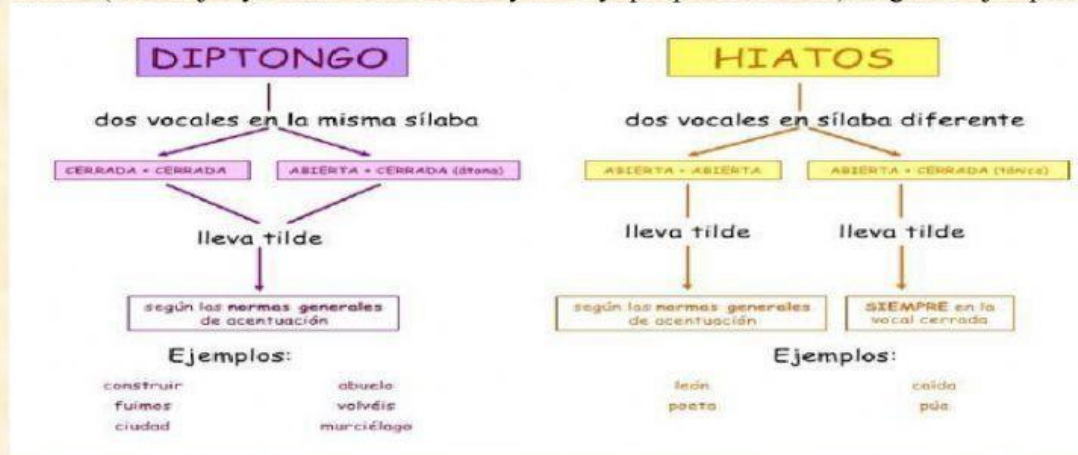 DIPTONGO
dos vocales en la misma sílaba
CERRADA + CERRADA
ABIERTA + CERRADA (átona)
lleva tilde
según las normas generales
de acentuación
Ejemplos:
construir
abuelo
fuimos
volvéis
ciudad
murciélago
HIATOS
dos vocales en sílaba diferente
ABIERTA + ABIERTA
ABIERTA + CERRADA (tónica)
lleva tilde
lleva tilde
según las normas generales
de acentuación
SIEMPRE en la
vocal cerrada
Ejemplos:
león
caída
poeta
púa